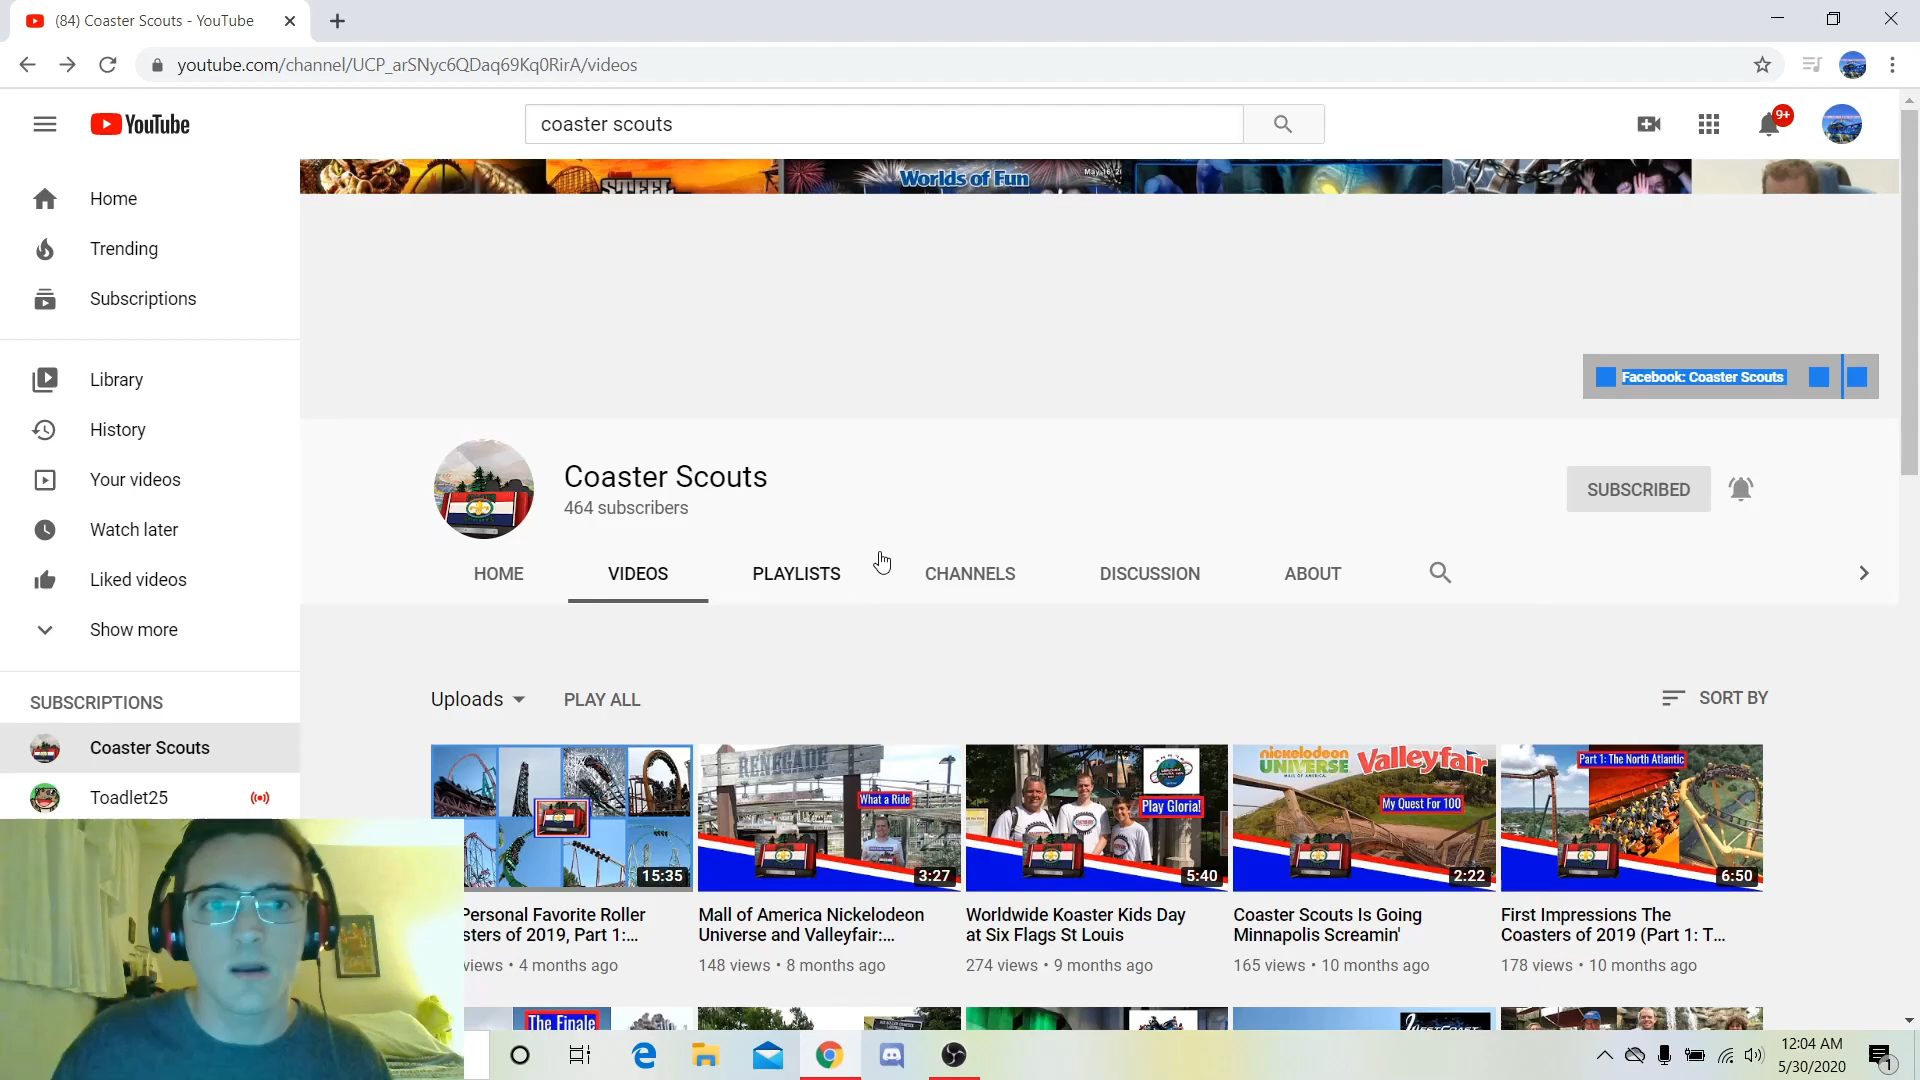 (84) Coaster Scouts - YouTube
youtube.com/channel/UCP_arSNyc6QDaq69Kq0RirA/videos
YouTube
coaster scouts
9+
Home
Trending
Subscriptions
Library
History
Your videos
Watch later
Liked videos
Show more
SUBSCRIPTIONS
Coaster Scouts
Toadlet25
STEEL
Worlds of Fun
Facebook: Coaster Scouts
Coaster Scouts
464 subscribers
SUBSCRIBED
HOME VIDEOS PLAYLISTS CHANNELS DISCUSSION ABOUT
Uploads PLAY ALL
SORT BY
15:35
Personal Favorite Roller
sters of 2019, Part 1:...
views • 4 months ago
RENEGADE
What a Ride
3:27
Mall of America Nickelodeon
Universe and Valleyfair:...
148 views • 8 months ago
Play Gloria!
5:40
Worldwide Koaster Kids Day
at Six Flags St Louis
274 views • 9 months ago
nickelodeon
UNIVERSE
MALL OF AMERICA
Valleyfair
My Quest For 100
2:22
Coaster Scouts Is Going
Minnapolis Screamin'
165 views • 10 months ago
Part 1: The North Atlantic
6:50
First Impressions The
Coasters of 2019 (Part 1: T...
178 views • 10 months ago
The Finale
12:04 AM
5/30/2020
1